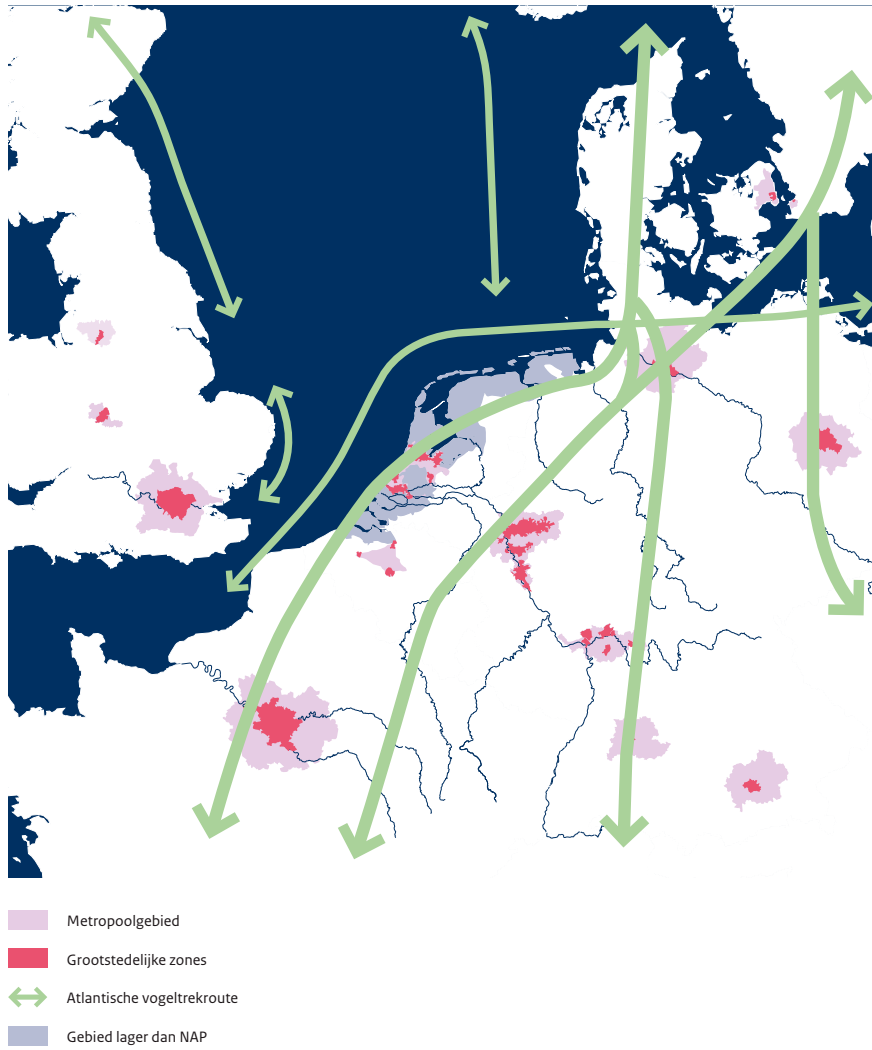 Metropoolgebied
Grootstedelijke zones
Atlantische vogeltrekroute
Gebied lager dan NAP